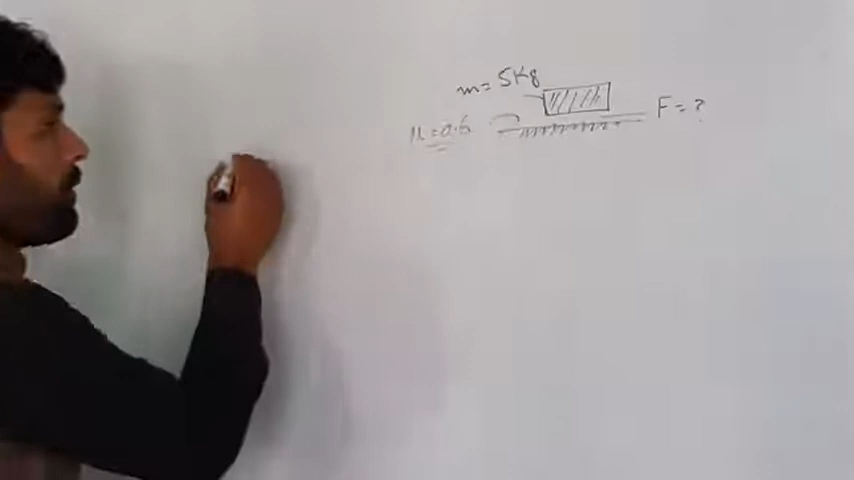 m = 5Kg
μ = 0.6
F = ?